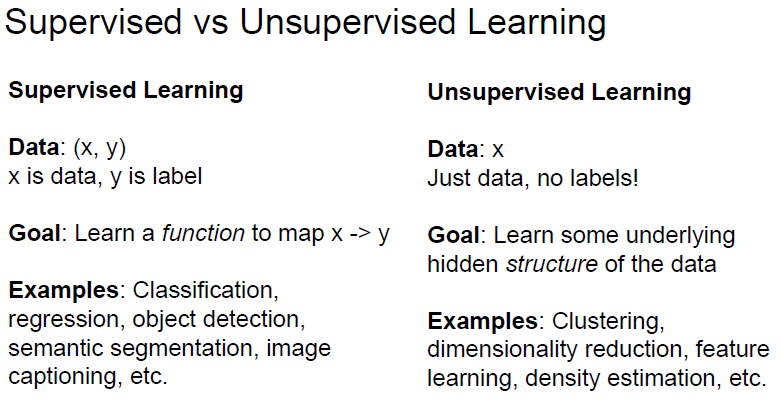 Supervised vs Unsupervised Learning
Supervised Learning
Data: (x, y)
x is data, y is label
Goal: Learn a function to map x -> y
Examples: Classification,
regression, object detection,
semantic segmentation, image
captioning, etc.
Unsupervised Learning
Data: x
Just data, no labels!
Goal: Learn some underlying
hidden structure of the data
Examples: Clustering,
dimensionality reduction, feature
learning, density estimation, etc.